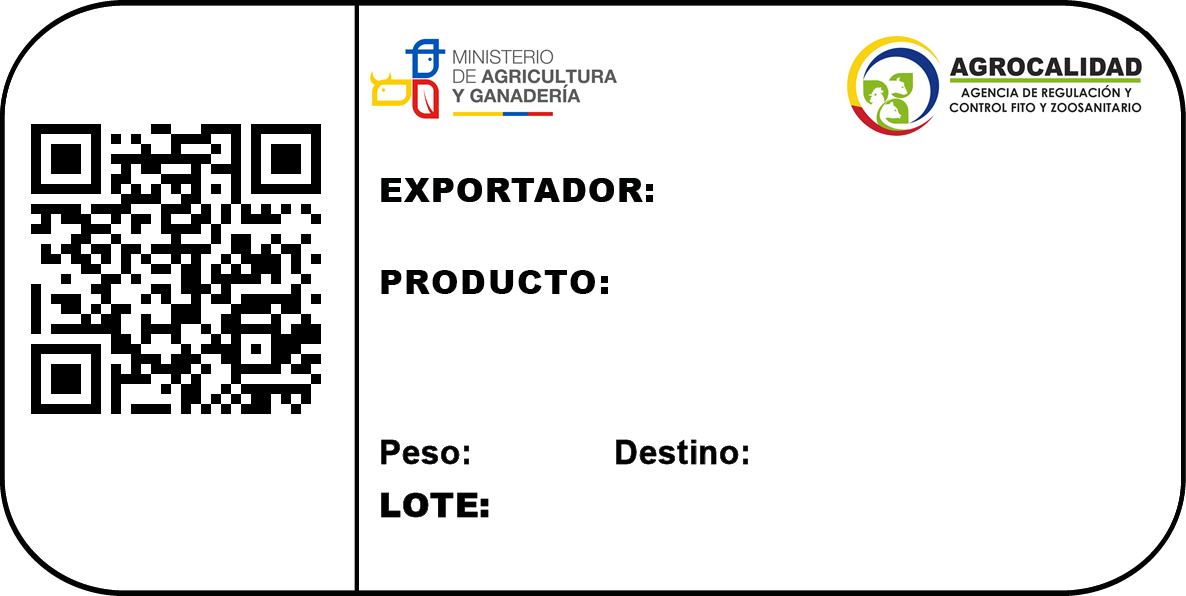 MINISTERIO
DE AGRICULTURA
Y GANADERÍA
AGROCALIDAD
AGENCIA DE REGULACIÓN Y
CONTROL FITO Y ZOOSANITARIO
EXPORTADOR:
PRODUCTO:
Peso: Destino:
LOTE: